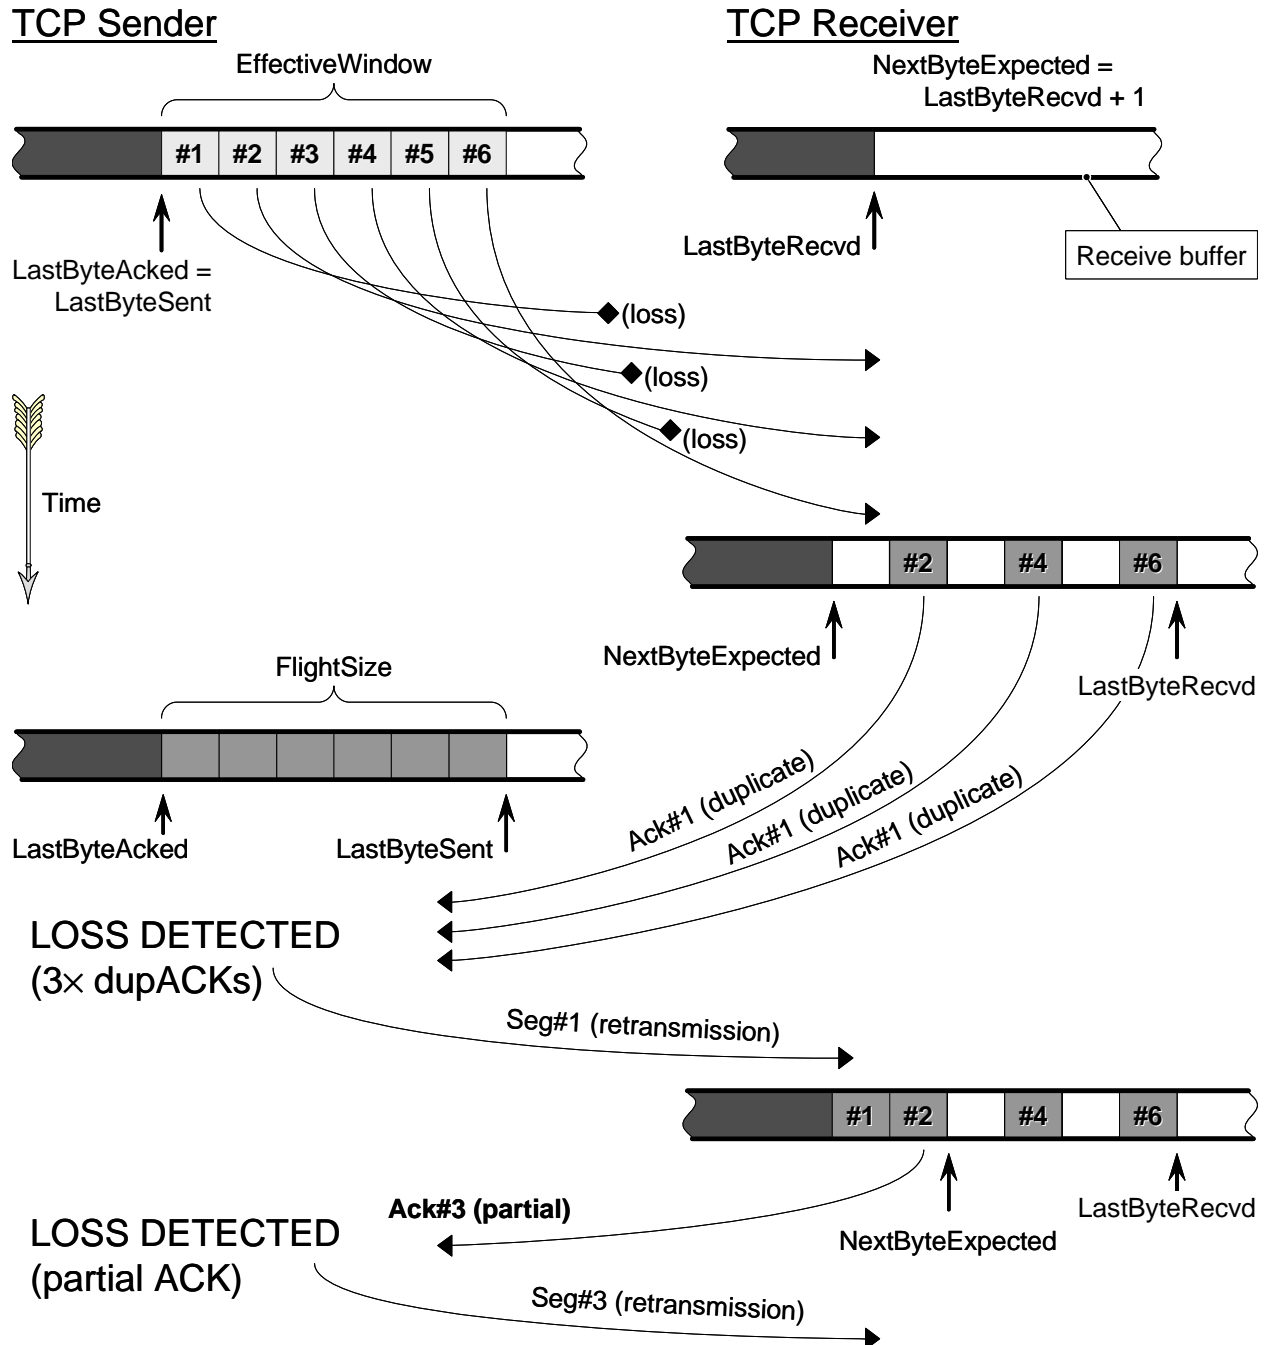 TCP Sender
TCP Receiver
EffectiveWindow
NextByteExpected =
LastByteRecvd + 1
#1 #2 #3 #4 #5 #6
LastByteRecvd
Receive buffer
LastByteAcked =
LastByteSent
(loss)
(loss)
(loss)
Time
#2 #4 #6
NextByteExpected
LastByteRecvd
FlightSize
LastByteAcked
LastByteSent
Ack#1 (duplicate)
Ack#1 (duplicate)
Ack#1 (duplicate)
LOSS DETECTED
(3× dupACKs)
Seg#1 (retransmission)
#1 #2 #4 #6
Ack#3 (partial)
LastByteRecvd
NextByteExpected
LOSS DETECTED
(partial ACK)
Seg#3 (retransmission)